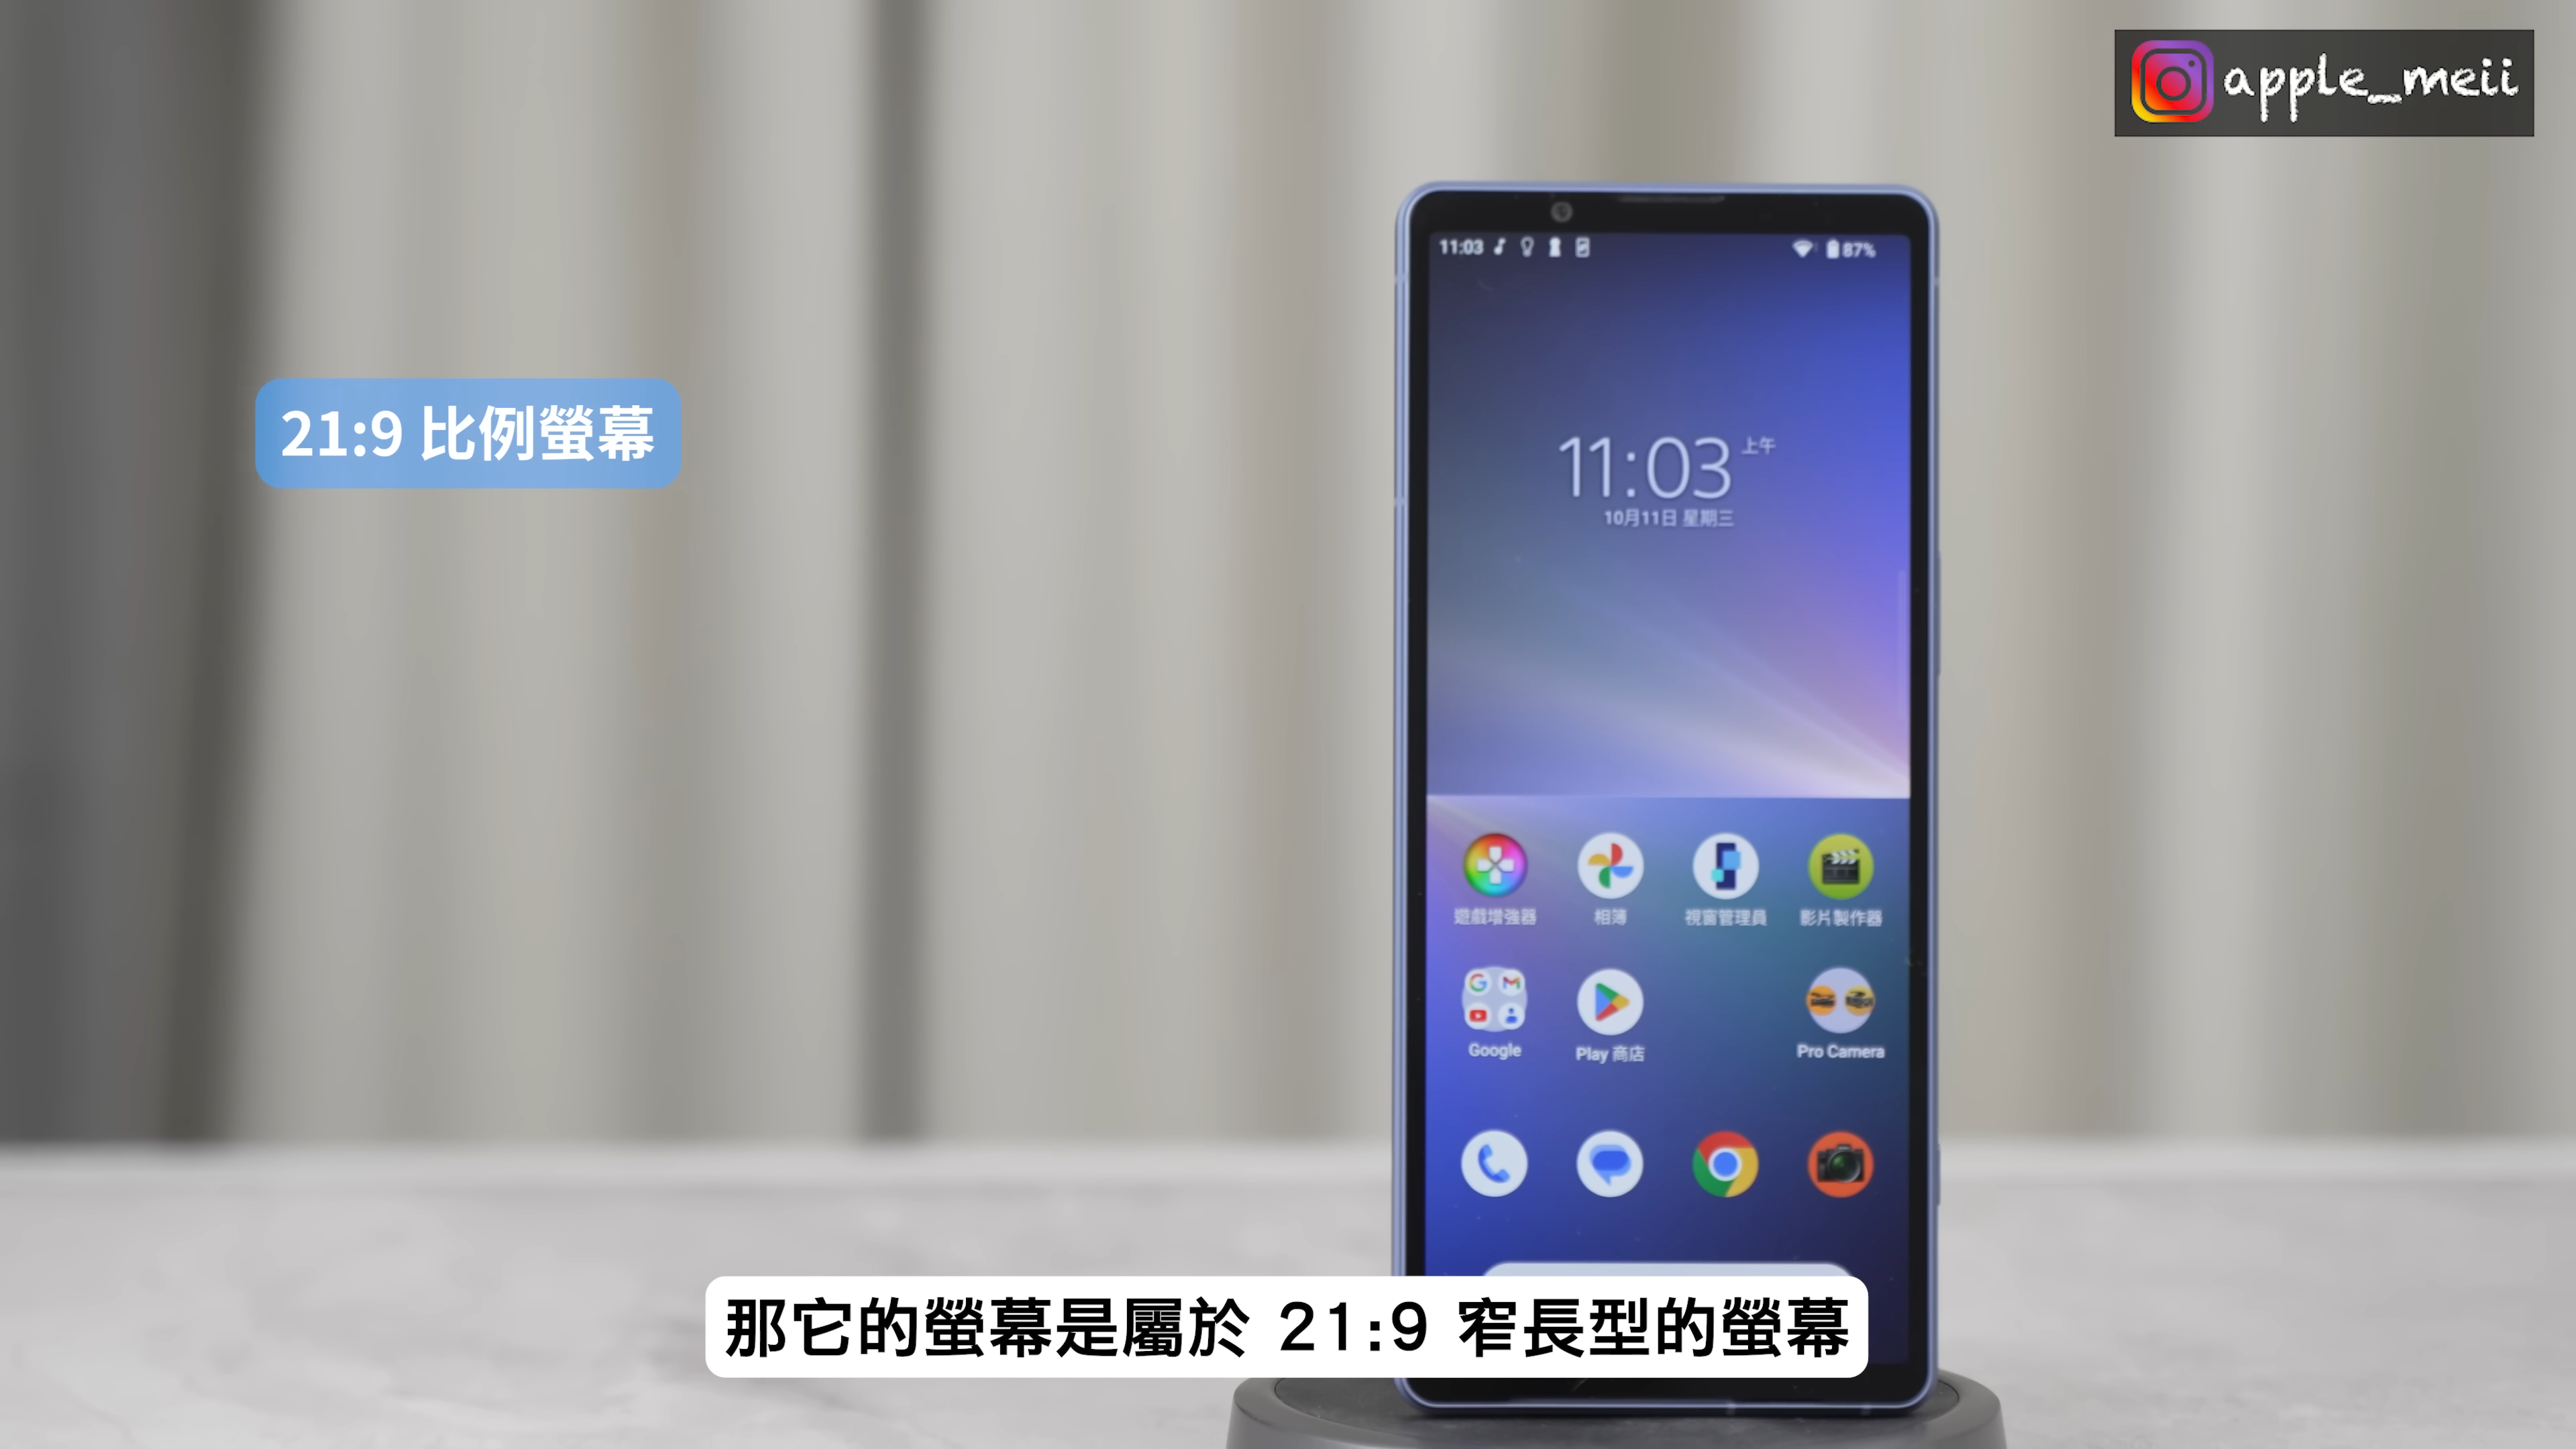 apple_meii
21:9 比例螢幕
11:03
87%
11:03 上午
10月11日 星期三
遊戲增強器 相簿 視窗管理員 影片製作器
Google Play 商店 Pro Camera
那它的螢幕是屬於 21:9 窄長型的螢幕